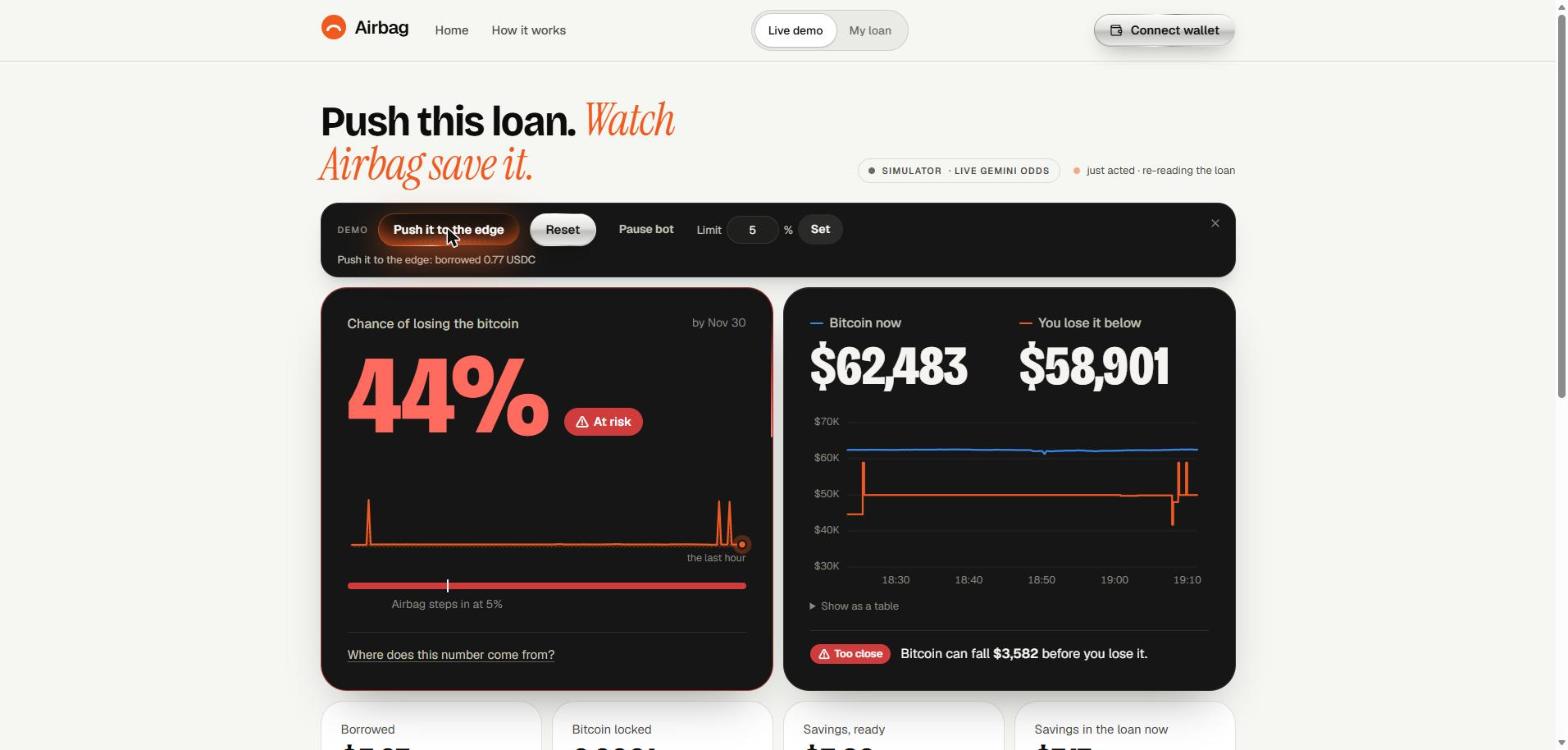 Airbag
Home
How it works
Live demo
My loan
Connect wallet
Push this loan. Watch
Airbag save it.
SIMULATOR · LIVE GEMINI ODDS
just acted · re-reading the loan
DEMO
Push it to the edge
Reset
Pause bot
Limit
5
%
Set
Push it to the edge: borrowed 0.77 USDC
Chance of losing the bitcoin
by Nov 30
44%
At risk
the last hour
Airbag steps in at 5%
Where does this number come from?
Bitcoin now
You lose it below
$62,483
$58,901
$70K
$60K
$50K
$40K
$30K
18:30
18:40
18:50
19:00
19:10
Show as a table
Too close
Bitcoin can fall $3,582 before you lose it.
Borrowed
Bitcoin locked
Savings, ready
Savings in the loan now